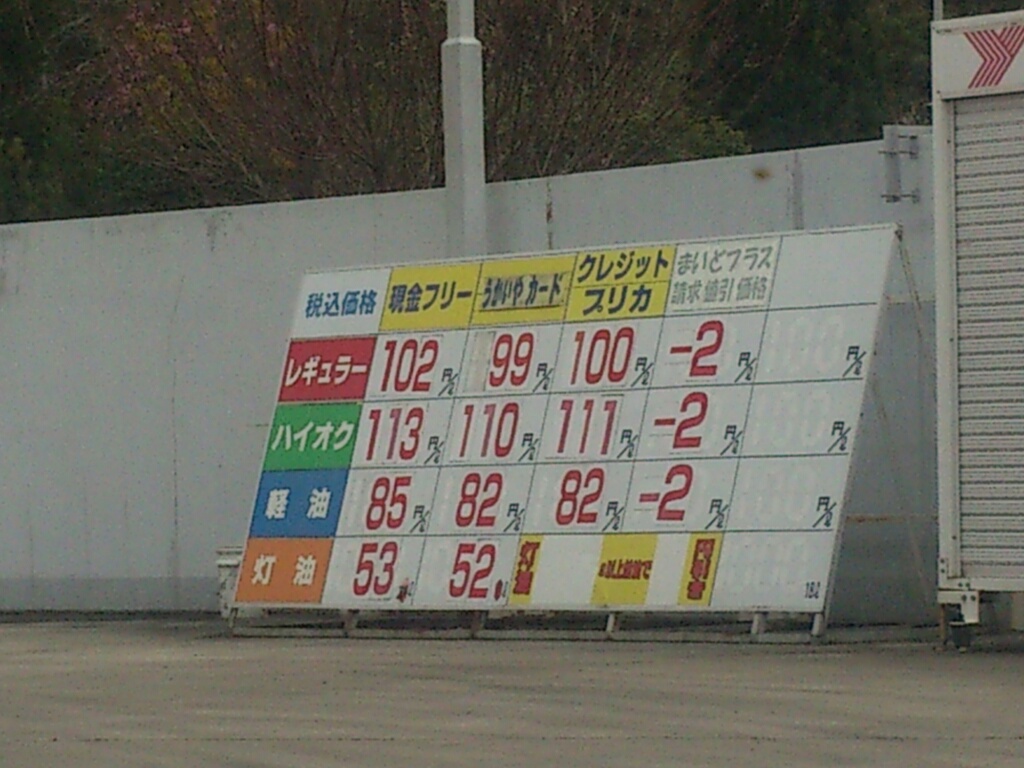 税込価格 現金フリー うかいや カード クレジット プリカ まいどプラス 請求値引価格
レギュラー 102 円/ℓ 99 円/ℓ 100 円/ℓ -2 円/ℓ 円/ℓ
ハイオク 113 円/ℓ 110 円/ℓ 111 円/ℓ -2 円/ℓ 円/ℓ
軽油 85 円/ℓ 82 円/ℓ 82 円/ℓ -2 円/ℓ 円/ℓ
灯油 53 52 灯油